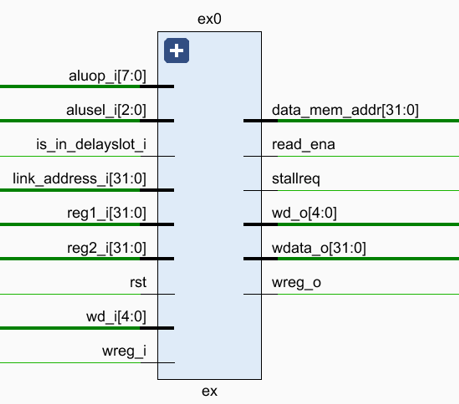 ex0
aluop_i[7:0]
alusel_i[2:0]
is_in_delayslot_i
link_address_i[31:0]
reg1_i[31:0]
reg2_i[31:0]
rst
wd_i[4:0]
wreg_i
data_mem_addr[31:0]
read_ena
stallreq
wd_o[4:0]
wdata_o[31:0]
wreg_o
ex